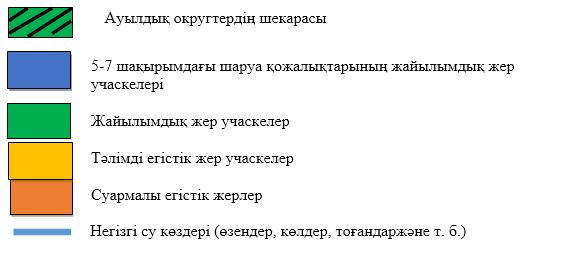 Ауылдық округтердің шекарасы
5-7 шақырымдағы шаруа қожалықтарының жайылымдық жер
учаскелері
Жайылымдық жер учаскелер
Тәлімді егістік жер учаскелер
Суармалы егістік жерлер
Негізгі су көздері (өзендер, көлдер, тоғандаржәне т. б.)